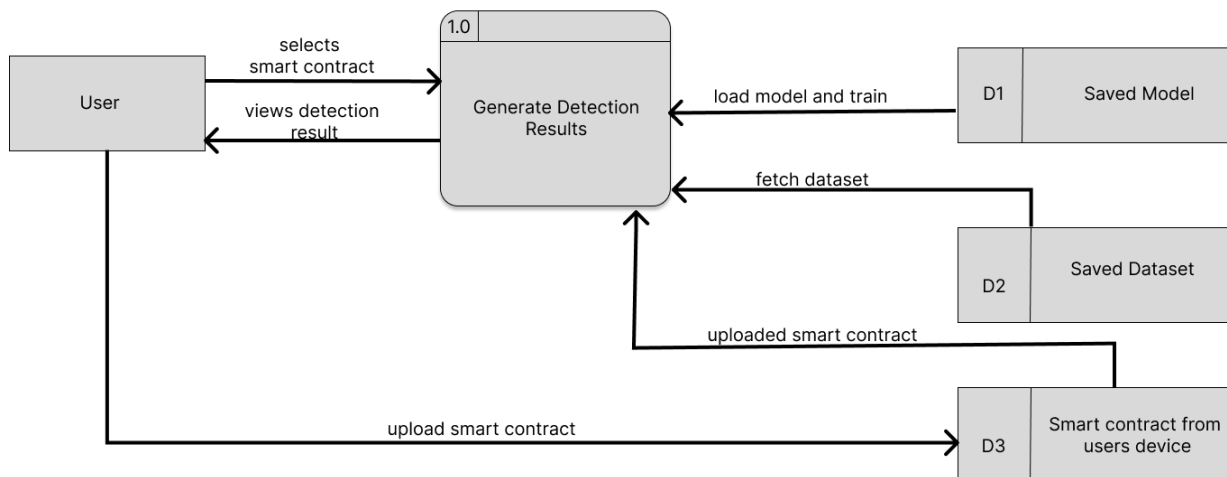 1.0
selects
smart contract
User
Generate Detection
Results
views detection
result
load model and train
D1
Saved Model
fetch dataset
D2
Saved Dataset
uploaded smart contract
upload smart contract
D3
Smart contract from
users device